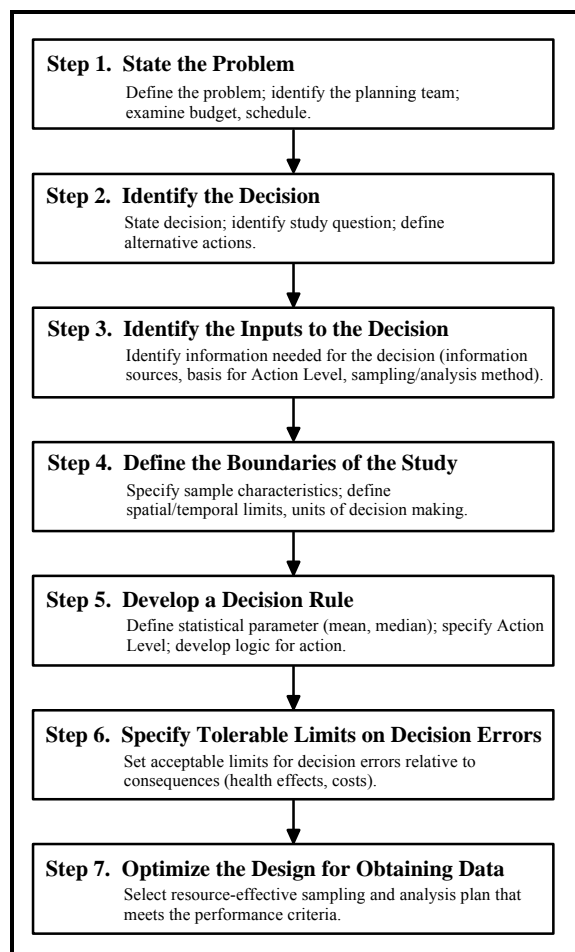 Step 1. State the Problem
Define the problem; identify the planning team;
examine budget, schedule.
Step 2. Identify the Decision
State decision; identify study question; define
alternative actions.
Step 3. Identify the Inputs to the Decision
Identify information needed for the decision (information
sources, basis for Action Level, sampling/analysis method).
Step 4. Define the Boundaries of the Study
Specify sample characteristics; define
spatial/temporal limits, units of decision making.
Step 5. Develop a Decision Rule
Define statistical parameter (mean, median); specify Action
Level; develop logic for action.
Step 6. Specify Tolerable Limits on Decision Errors
Set acceptable limits for decision errors relative to
consequences (health effects, costs).
Step 7. Optimize the Design for Obtaining Data
Select resource-effective sampling and analysis plan that
meets the performance criteria.